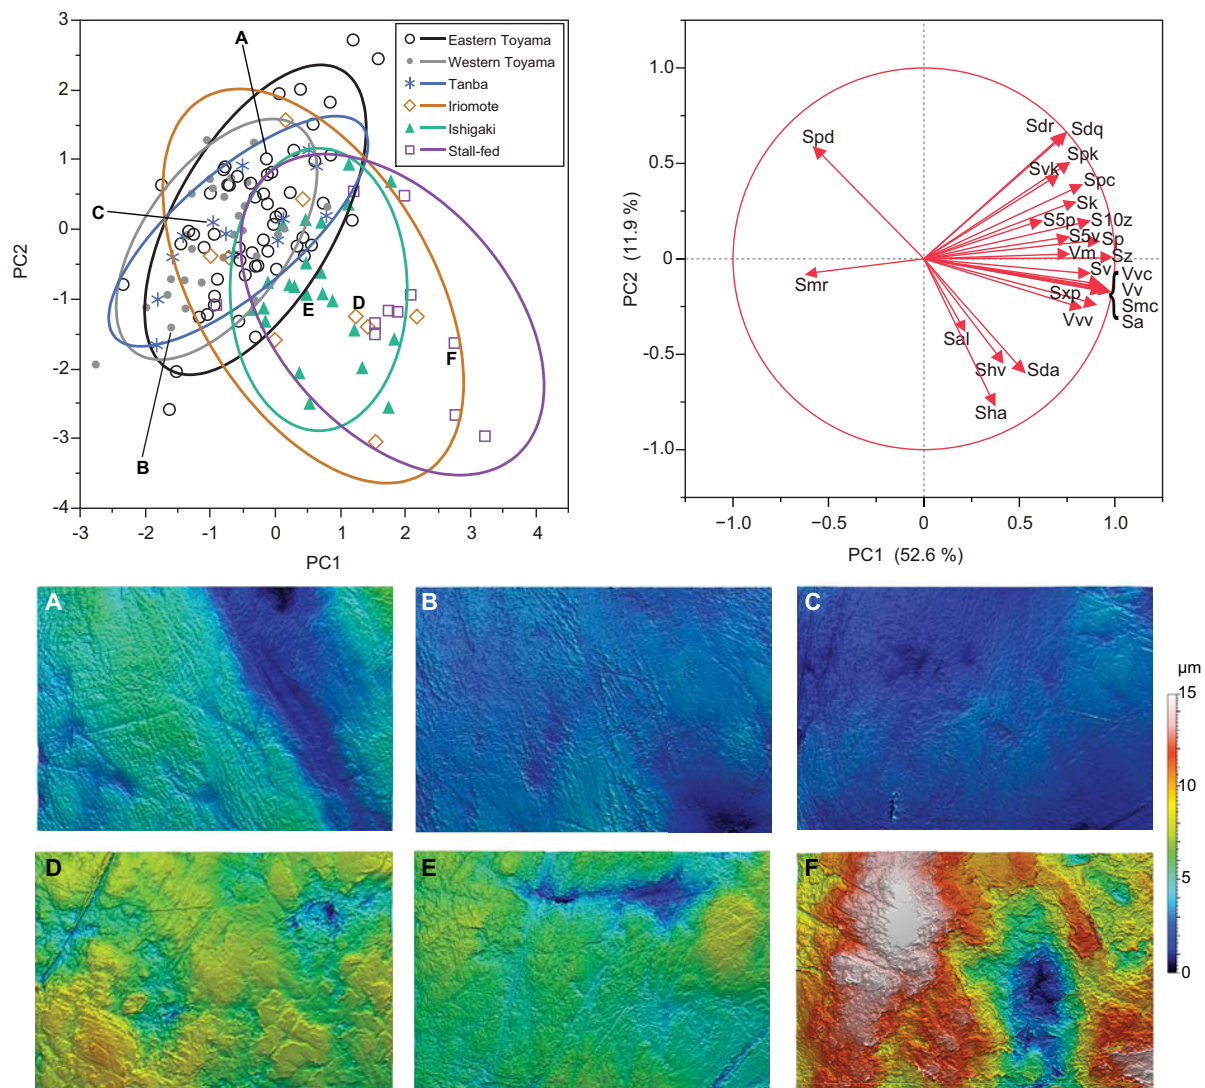 3
2
1
0
-1
-2
-3
-4
PC2
-3
-2
-1
0
1
2
3
4
PC1
A
B
C
D
E
F
Eastern Toyama
Western Toyama
Tanba
Iriomote
Ishigaki
Stall-fed
1.0
0.5
0
-0.5
-1.0
PC2 (11.9 %)
−1.0
−0.5
0
0.5
1.0
PC1 (52.6 %)
Spd
Smr
Sdr
Sdq
Spk
Svk
Spc
Sk
S5p
S10z
S5v
Sp
Vm
Sz
Sv
Vvc
Sxp
Vv
Smc
Vvv
Sa
Sal
Shv
Sda
Sha
A
B
C
D
E
F
µm
15
10
5
0